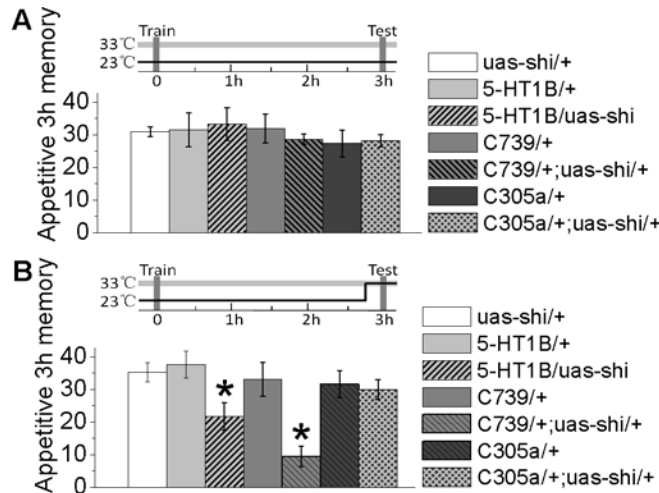 A
Train Test
33℃
23℃
0 1h 2h 3h
Appetitive 3h memory
40
30
20
10
0
uas-shi/+
5-HT1B/+
5-HT1B/uas-shi
C739/+
C739/+;uas-shi/+
C305a/+
C305a/+;uas-shi/+
B
Train Test
33℃
23℃
0 1h 2h 3h
Appetitive 3h memory
40
30
20
10
0
* *
uas-shi/+
5-HT1B/+
5-HT1B/uas-shi
C739/+
C739/+;uas-shi/+
C305a/+
C305a/+;uas-shi/+